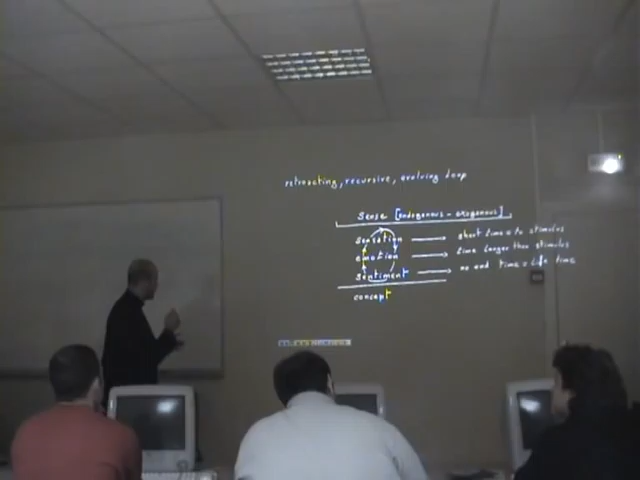 retroacting, recursive, evolving loop
Sense [endogenous - exogenous]
sensation → short time = to stimulus
emotion → time longer than stimulus
sentiment → no end time = life time
concept